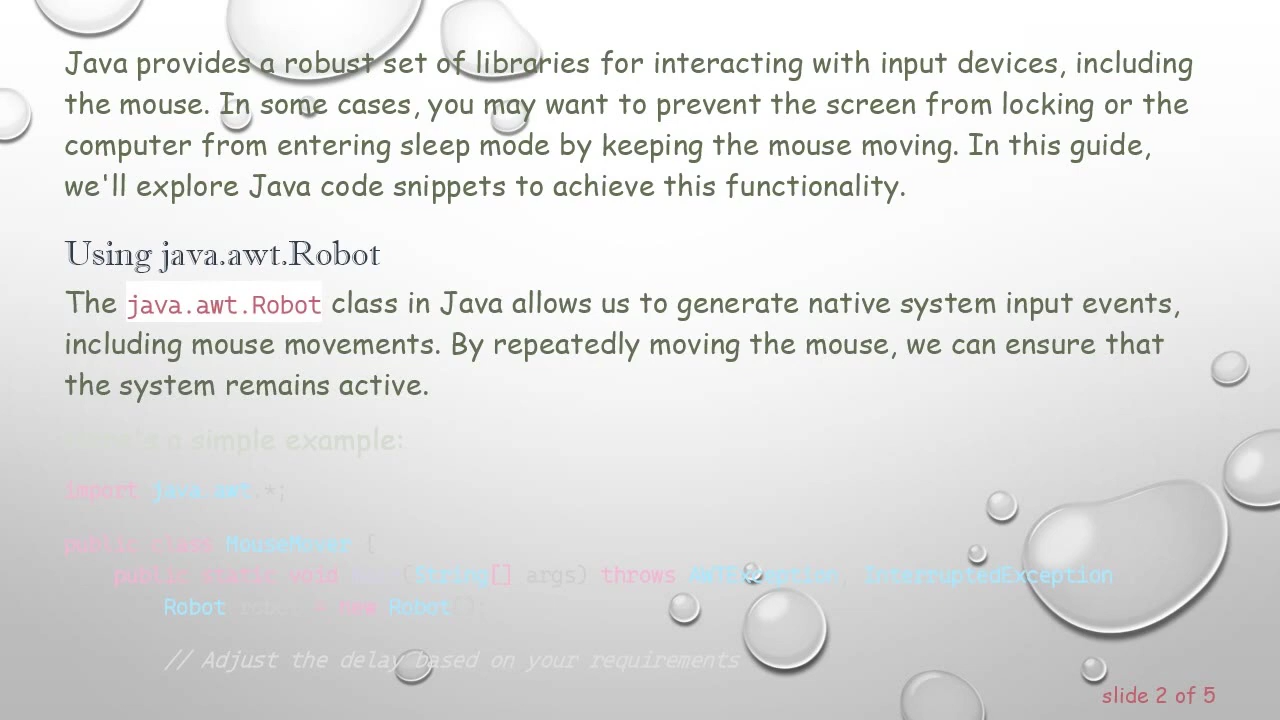 Java provides a robust set of libraries for interacting with input devices, including
the mouse. In some cases, you may want to prevent the screen from locking or the
computer from entering sleep mode by keeping the mouse moving. In this guide,
we'll explore Java code snippets to achieve this functionality.
Using java.awt.Robot
The java.awt.Robot class in Java allows us to generate native system input events,
including mouse movements. By repeatedly moving the mouse, we can ensure that
the system remains active.
Here's a simple example:
import java.awt.*;
public class MouseMover {
public static void main(String[] args) throws AWTException, InterruptedException {
Robot robot = new Robot();
// Adjust the delay based on your requirements
slide 2 of 5